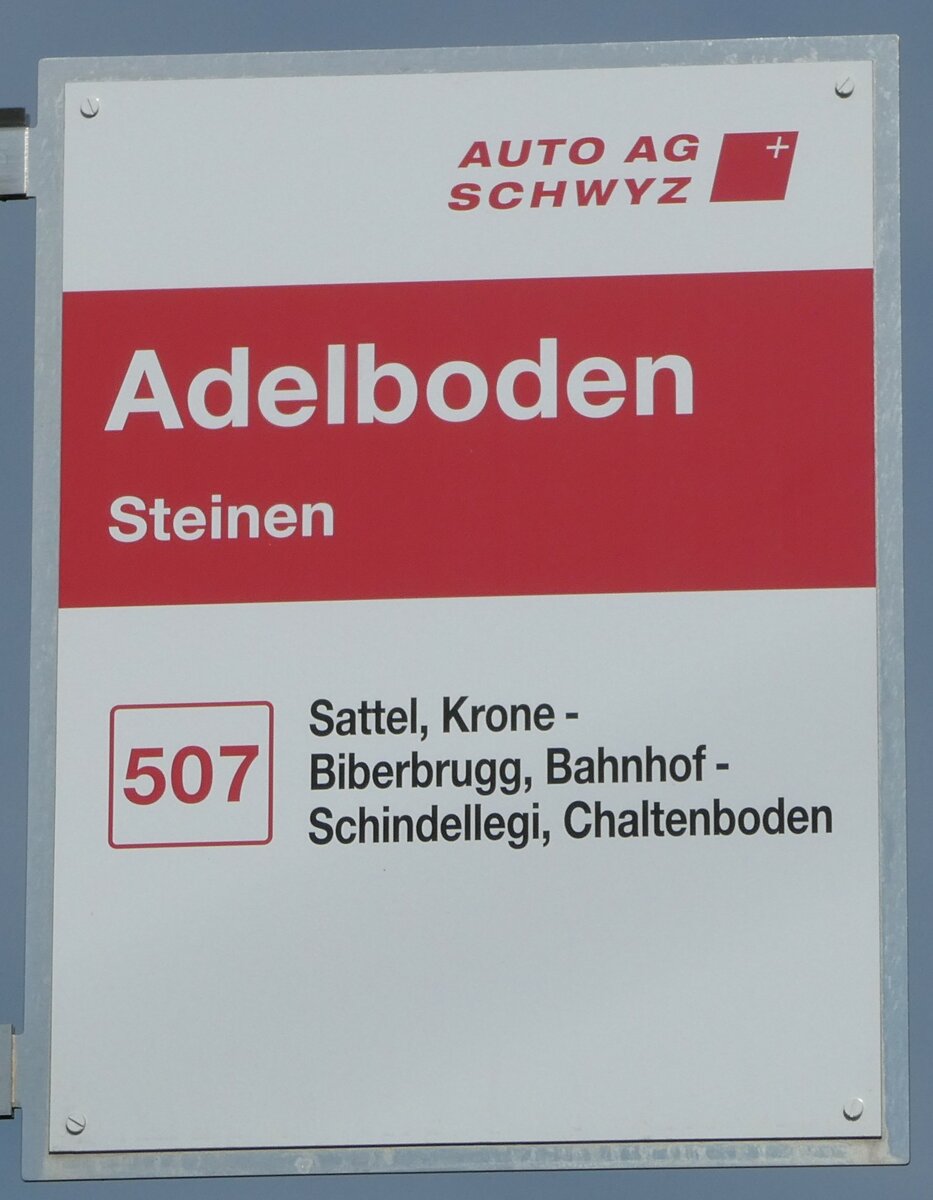 AUTO AG
SCHWYZ
Adelboden
Steinen
507
Sattel, Krone -
Biberbrugg, Bahnhof -
Schindellegi, Chaltenboden